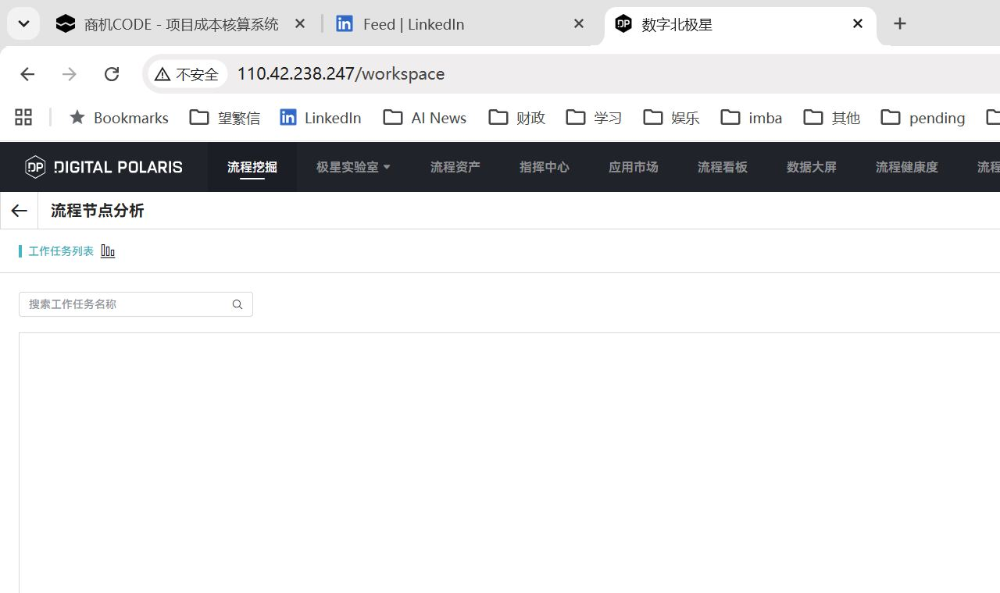 商机CODE - 项目成本核算系统 Feed | LinkedIn 数字北极星
不安全 110.42.238.247/workspace
Bookmarks 望繁信 LinkedIn AI News 财政 学习 娱乐 imba 其他 pending
DP DIGITAL POLARIS 流程挖掘 极星实验室 流程资产 指挥中心 应用市场 流程看板 数据大屏 流程健康度 流程
流程节点分析
工作任务列表
搜索工作任务名称